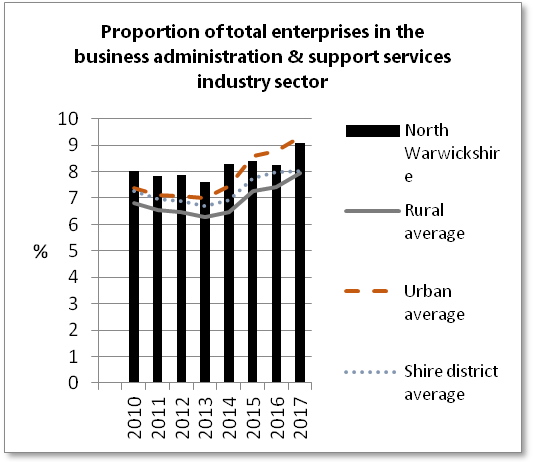 Proportion of total enterprises in the
business administration & support services
industry sector
10
9
8
7
6
5
4
3
2
1
0
%
2010
2011
2012
2013
2014
2015
2016
2017
North
Warwickshir
e
Rural
average
Urban
average
Shire district
average